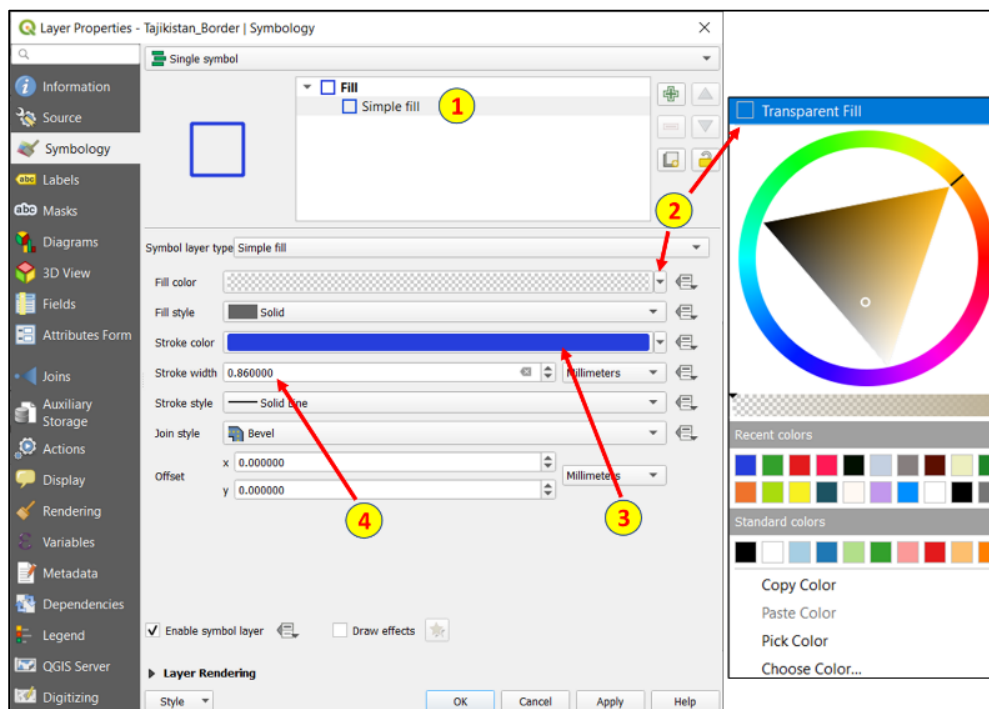 Layer Properties - Tajikistan_Border | Symbology
Single symbol
Information
Source
Symbology
Labels
Masks
Diagrams
3D View
Fields
Attributes Form
Joins
Auxiliary
Storage
Actions
Display
Rendering
Variables
Metadata
Dependencies
Legend
QGIS Server
Digitizing
Fill
Simple fill
1
2
Symbol layer type Simple fill
Fill color
Fill style Solid
Stroke color
Stroke width 0.860000 Millimeters
Stroke style Solid Line
Join style Bevel
Offset x 0.000000 Millimeters
y 0.000000
4
3
Enable symbol layer Draw effects
Layer Rendering
Style OK Cancel Apply Help
Transparent Fill
Recent colors
Standard colors
Copy Color
Paste Color
Pick Color
Choose Color...
abc
abc